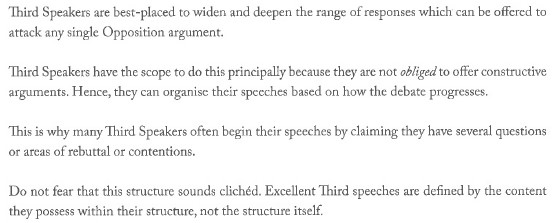 Third Speakers are best-placed to widen and deepen the range of responses which can be offered to
attack any single Opposition argument.
Third Speakers have the scope to do this principally because they are not obliged to offer constructive
arguments. Hence, they can organise their speeches based on how the debate progresses.
This is why many Third Speakers often begin their speeches by claiming they have several questions
or areas of rebuttal or contentions.
Do not fear that this structure sounds clichéd. Excellent Third speeches are defined by the content
they possess within their structure, not the structure itself.